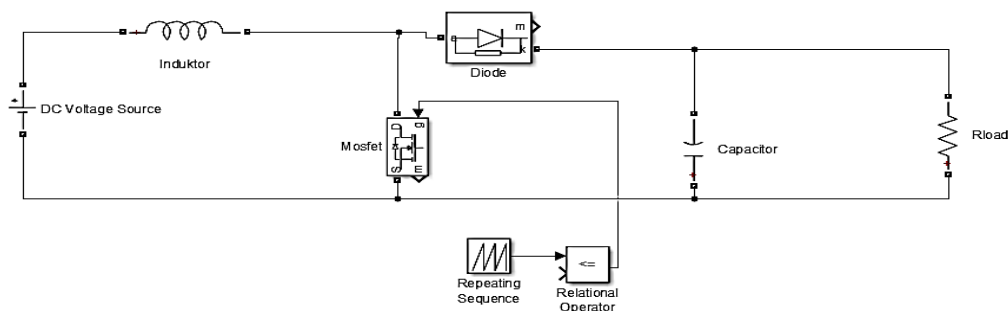 m
a
k
Induktor
Diode
DC Voltage Source
Mosfet
D
g
S
m
Capacitor
Rload
<=
Repeating
Sequence
Relational
Operator